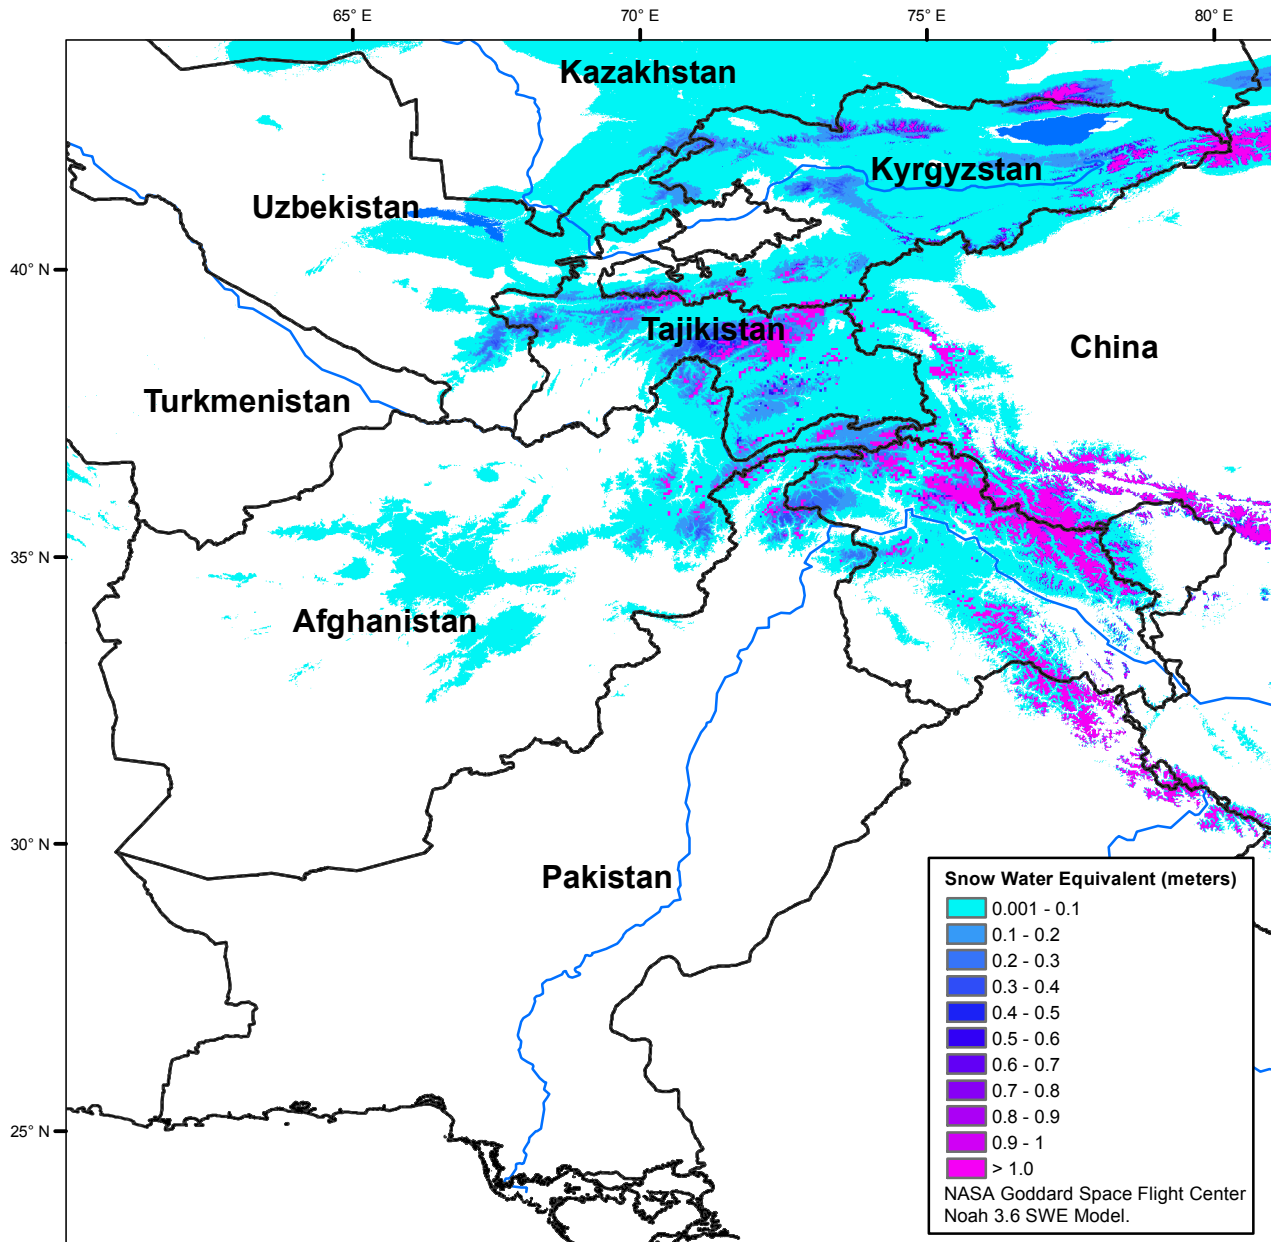 65° E
70° E
75° E
80° E
Kazakhstan
Kyrgyzstan
Uzbekistan
40° N
Tajikistan
China
Turkmenistan
35° N
Afghanistan
30° N
Pakistan
25° N
Snow Water Equivalent (meters)
0.001 - 0.1
0.1 - 0.2
0.2 - 0.3
0.3 - 0.4
0.4 - 0.5
0.5 - 0.6
0.6 - 0.7
0.7 - 0.8
0.8 - 0.9
0.9 - 1
> 1.0
NASA Goddard Space Flight Center
Noah 3.6 SWE Model.